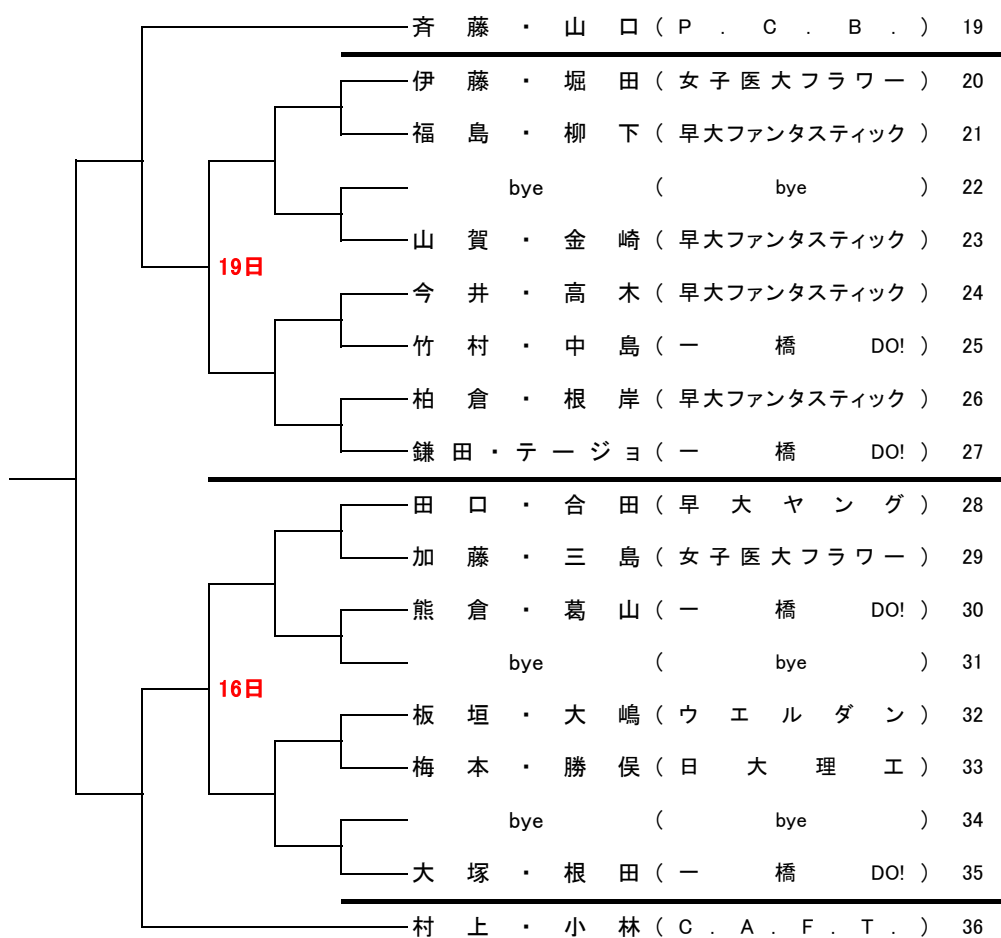 斉藤・山口(P.C.B.) 19
伊藤・堀田(女子医大フラワー) 20
福島・柳下(早大ファンタスティック) 21
bye(bye) 22
山賀・金崎(早大ファンタスティック) 23
19日
今井・高木(早大ファンタスティック) 24
竹村・中島(一橋DO!) 25
柏倉・根岸(早大ファンタスティック) 26
鎌田・テージョ(一橋DO!) 27
田口・合田(早大ヤング) 28
加藤・三島(女子医大フラワー) 29
熊倉・葛山(一橋DO!) 30
bye(bye) 31
16日
板垣・大嶋(ウエルダン) 32
梅本・勝俣(日大理工) 33
bye(bye) 34
大塚・根田(一橋DO!) 35
村上・小林(C.A.F.T.) 36